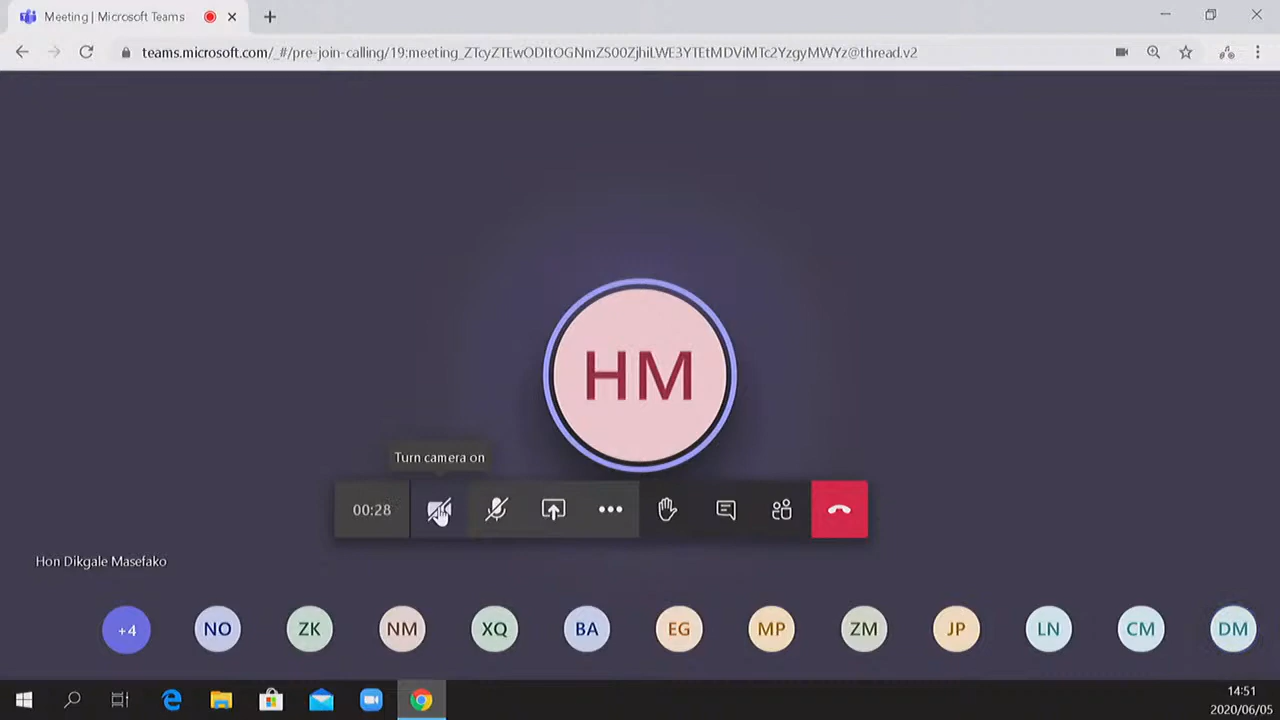 Meeting | Microsoft Teams
teams.microsoft.com/_#/pre-join-calling/19:meeting_ZTcyZTEwODltOGNmZS00ZjhiLWE3YTEtMDViMTc2YzgyMWYz@thread.v2
HM
Turn camera on
00:28
Hon Dikgale Masefako
+4 NO ZK NM XQ BA EG MP ZM JP LN CM DM
14:51
2020/06/05